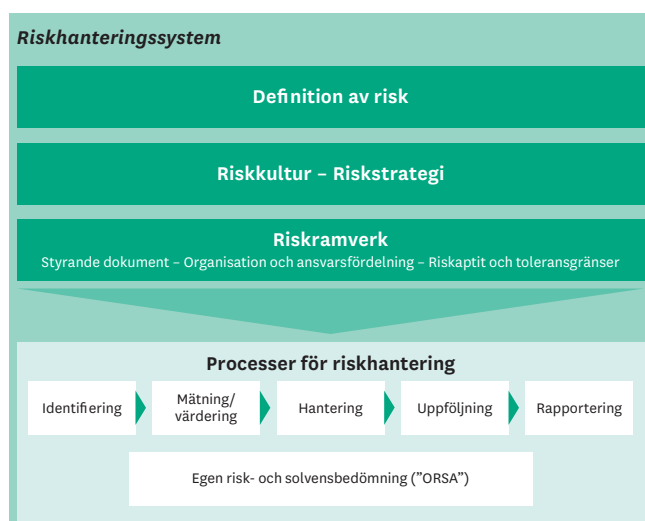 Riskhanteringssystem
Definition av risk
Riskkultur – Riskstrategi
Riskramverk
Styrande dokument – Organisation och ansvarsfördelning – Riskaptit och toleransgränser
Processer för riskhantering
Identifiering
Mätning/
värdering
Hantering
Uppföljning
Rapportering
Egen risk- och solvensbedömning (”ORSA”)